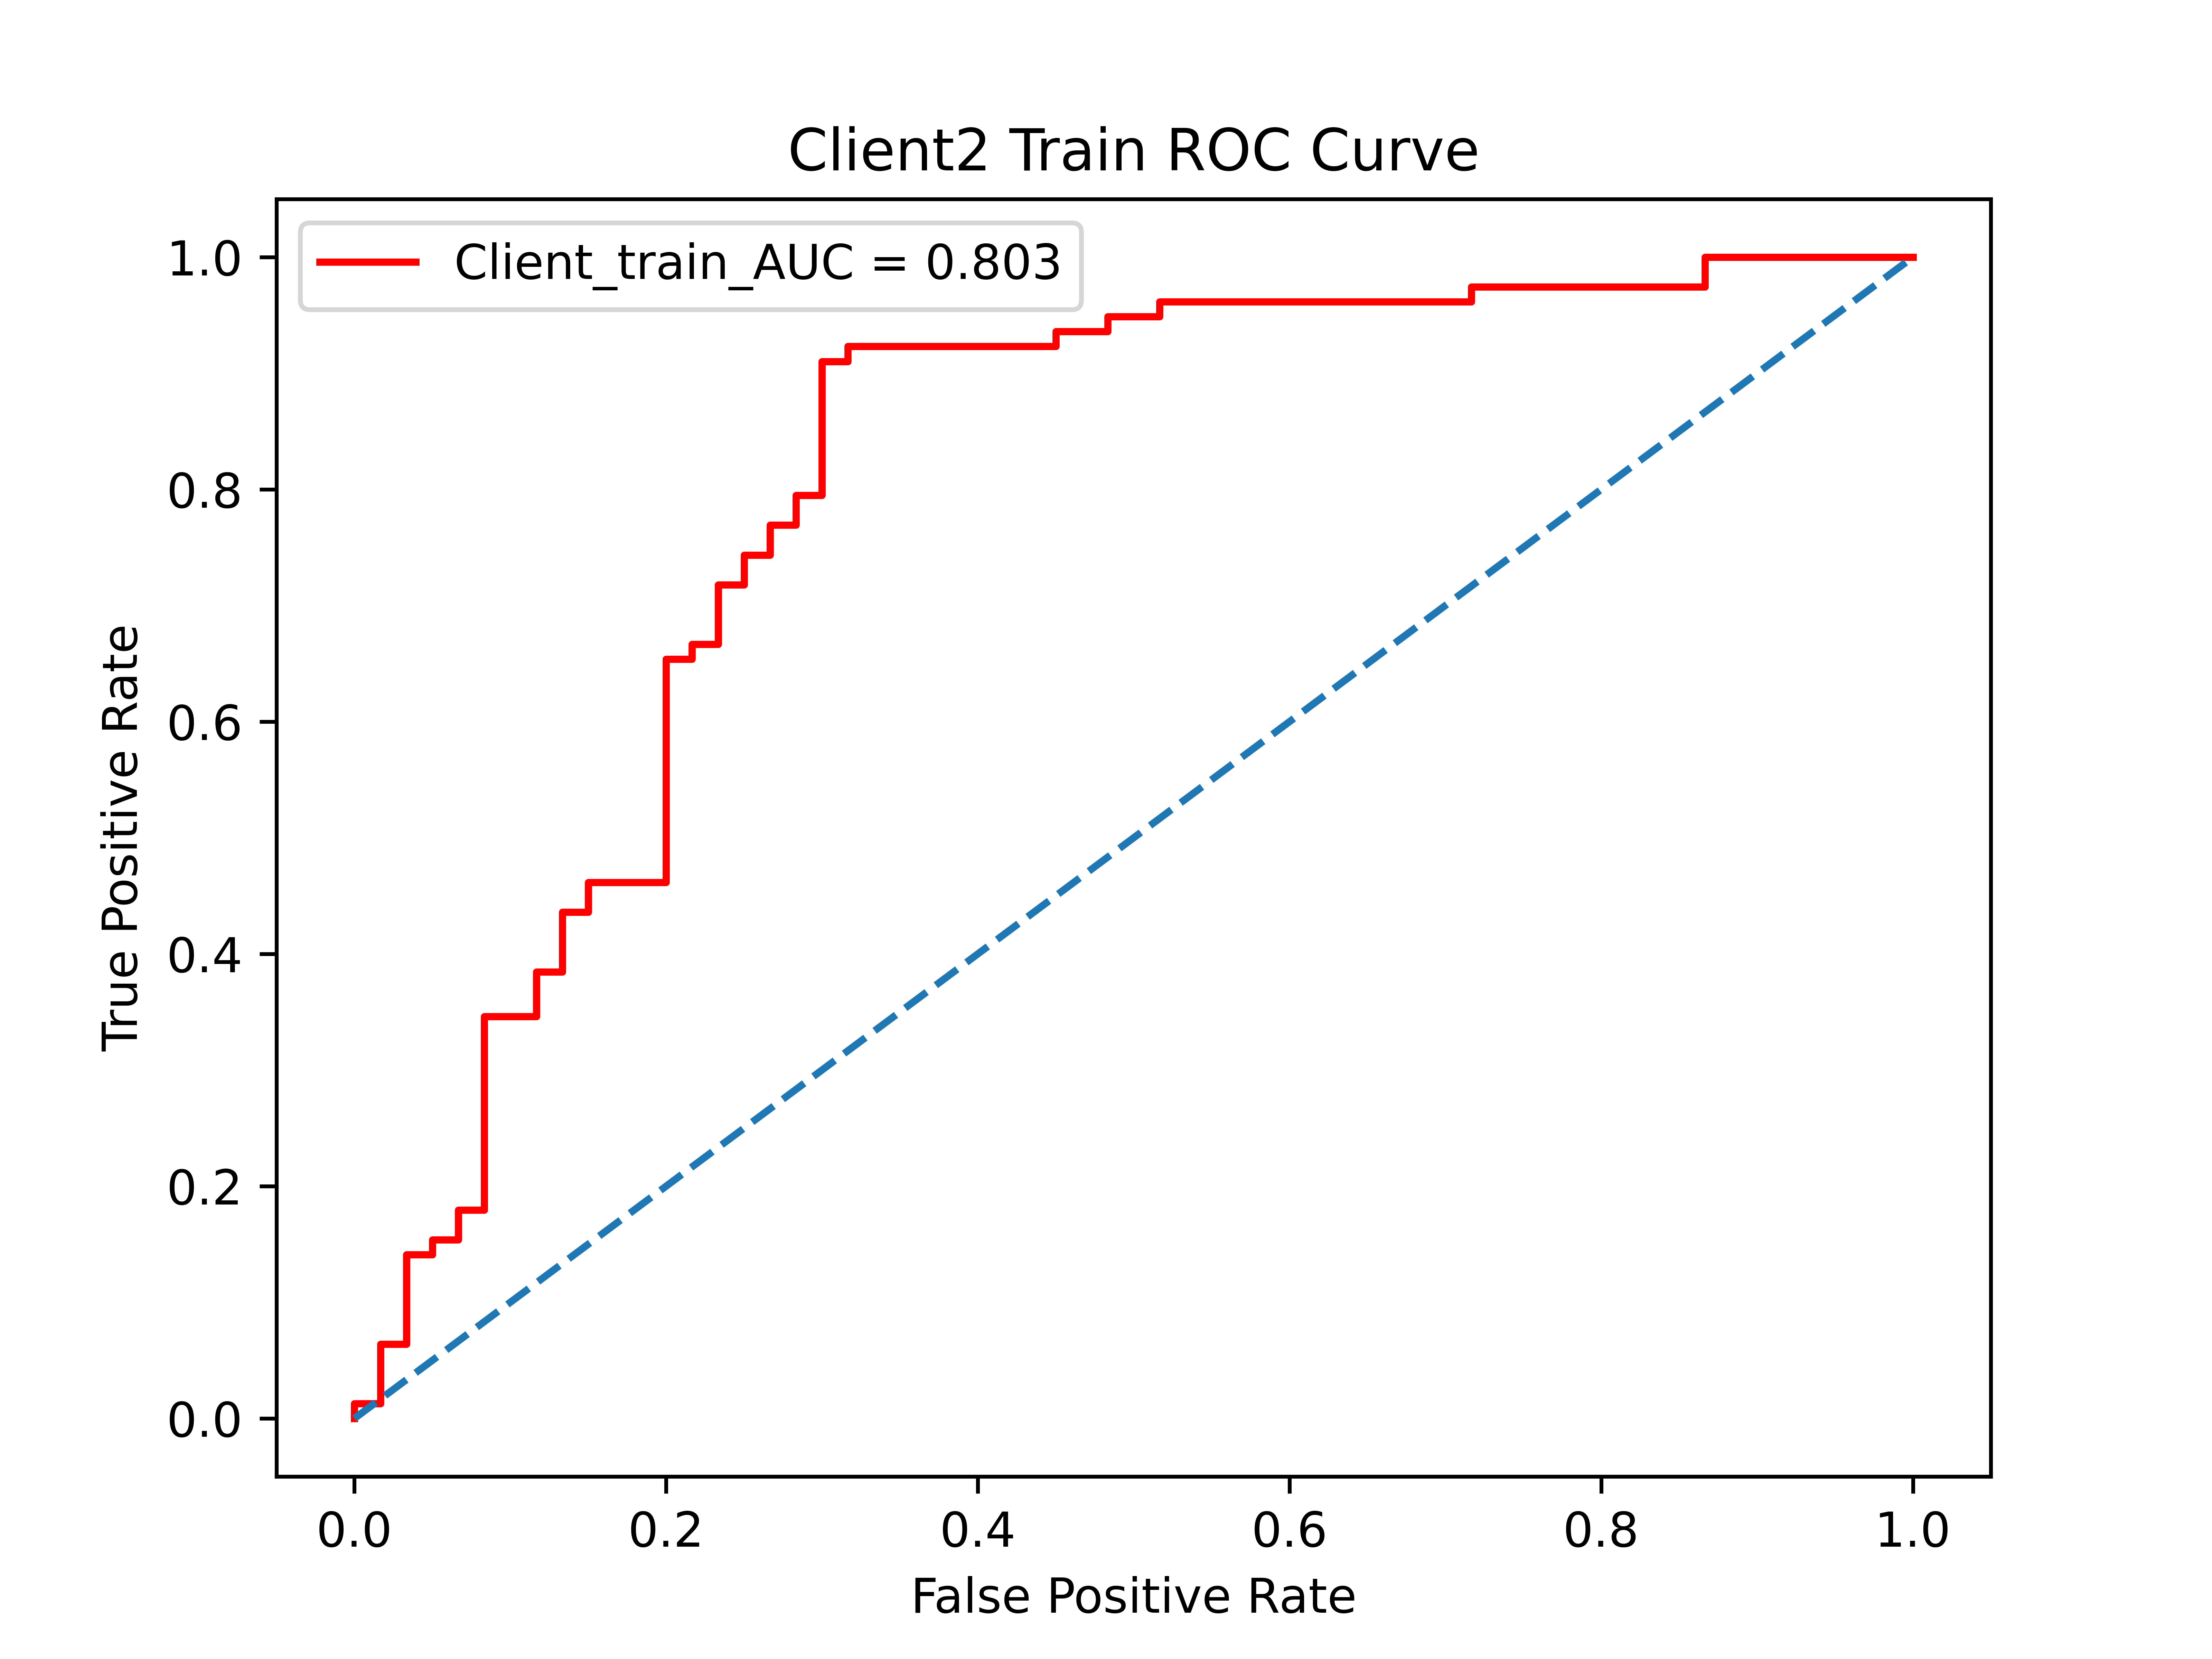 Client2 Train ROC Curve
Client_train_AUC = 0.803
1.0
0.8
0.6
0.4
0.2
0.0
True Positive Rate
0.0 0.2 0.4 0.6 0.8 1.0
False Positive Rate